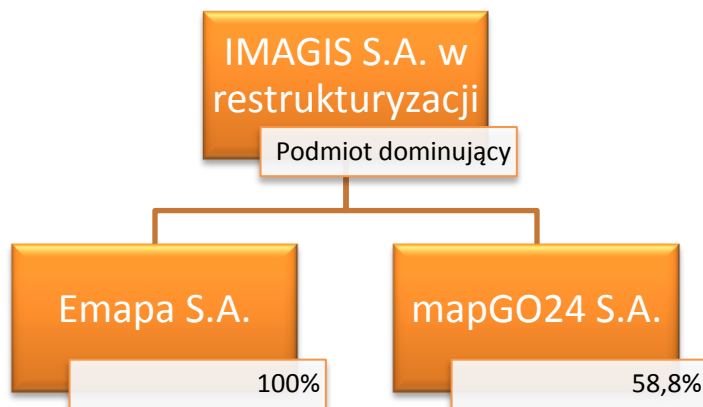 IMAGIS S.A. w
restrukturyzacji
Podmiot dominujący
Emapa S.A.
mapGO24 S.A.
100%
58,8%